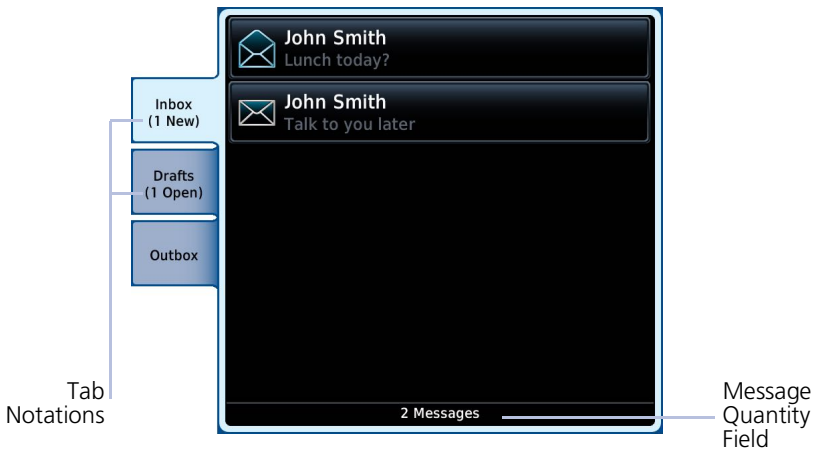 John Smith
Lunch today?
John Smith
Talk to you later
Inbox
(1 New)
Drafts
(1 Open)
Outbox
2 Messages
Tab
Notations
Message
Quantity
Field